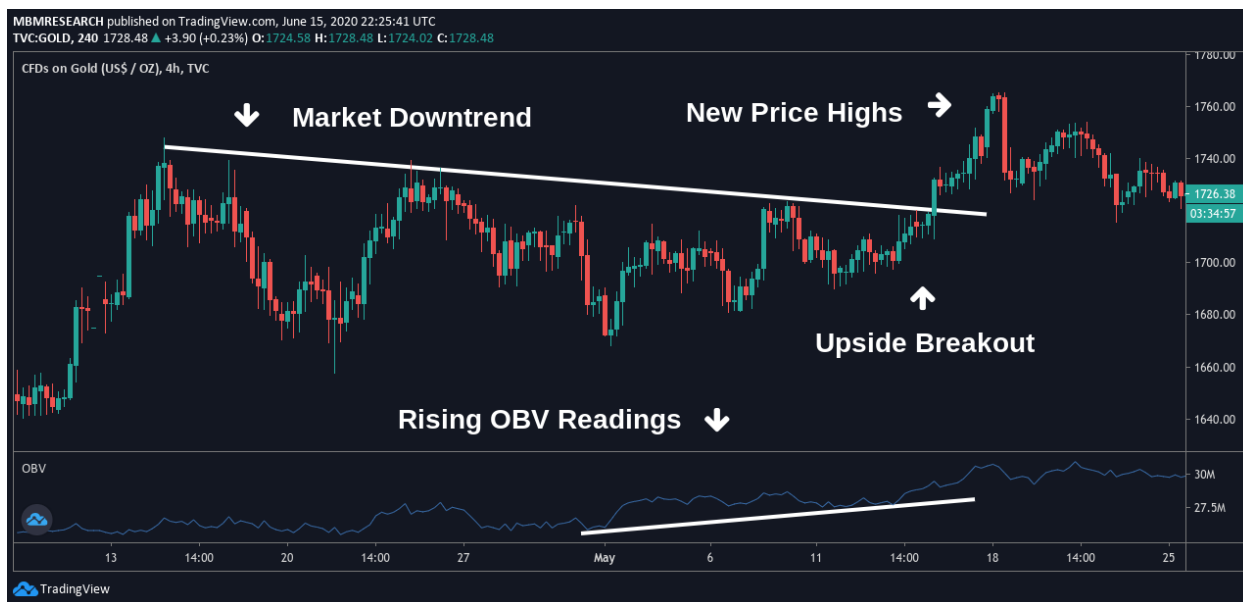 MBMRESEARCH published on TradingView.com, June 15, 2020 22:25:41 UTC
TVC:GOLD, 240 1728.48 ▲ +3.90 (+0.23%) O:1724.58 H:1728.48 L:1724.02 C:1728.48
CFDs on Gold (US$ / OZ), 4h, TVC
1780.00
Market Downtrend
New Price Highs
1760.00
1740.00
1726.38
03:34:57
1700.00
1680.00
Upside Breakout
1660.00
Rising OBV Readings
1640.00
OBV
30M
27.5M
13 14:00 20 14:00 27 May 6 11 14:00 18 14:00 25
TradingView